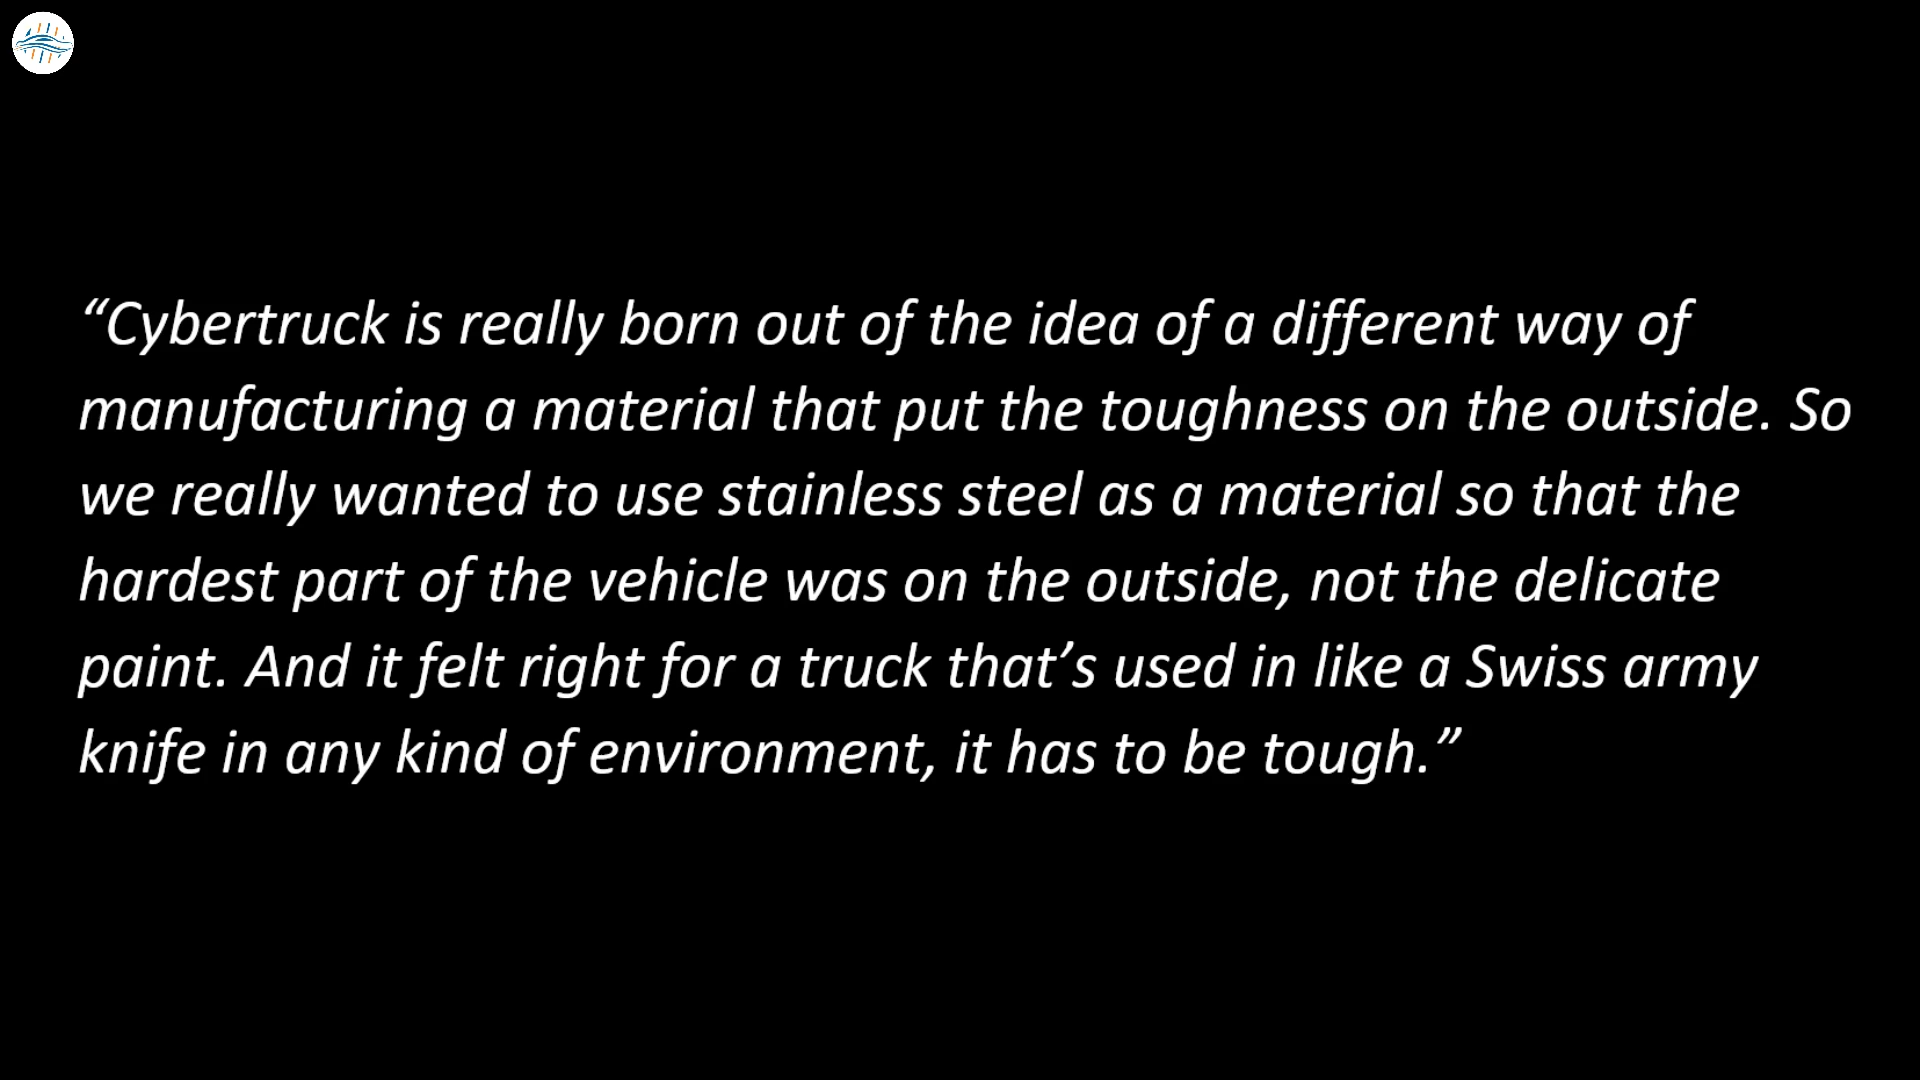 “Cybertruck is really born out of the idea of a different way of
manufacturing a material that put the toughness on the outside. So
we really wanted to use stainless steel as a material so that the
hardest part of the vehicle was on the outside, not the delicate
paint. And it felt right for a truck that’s used in like a Swiss army
knife in any kind of environment, it has to be tough.”